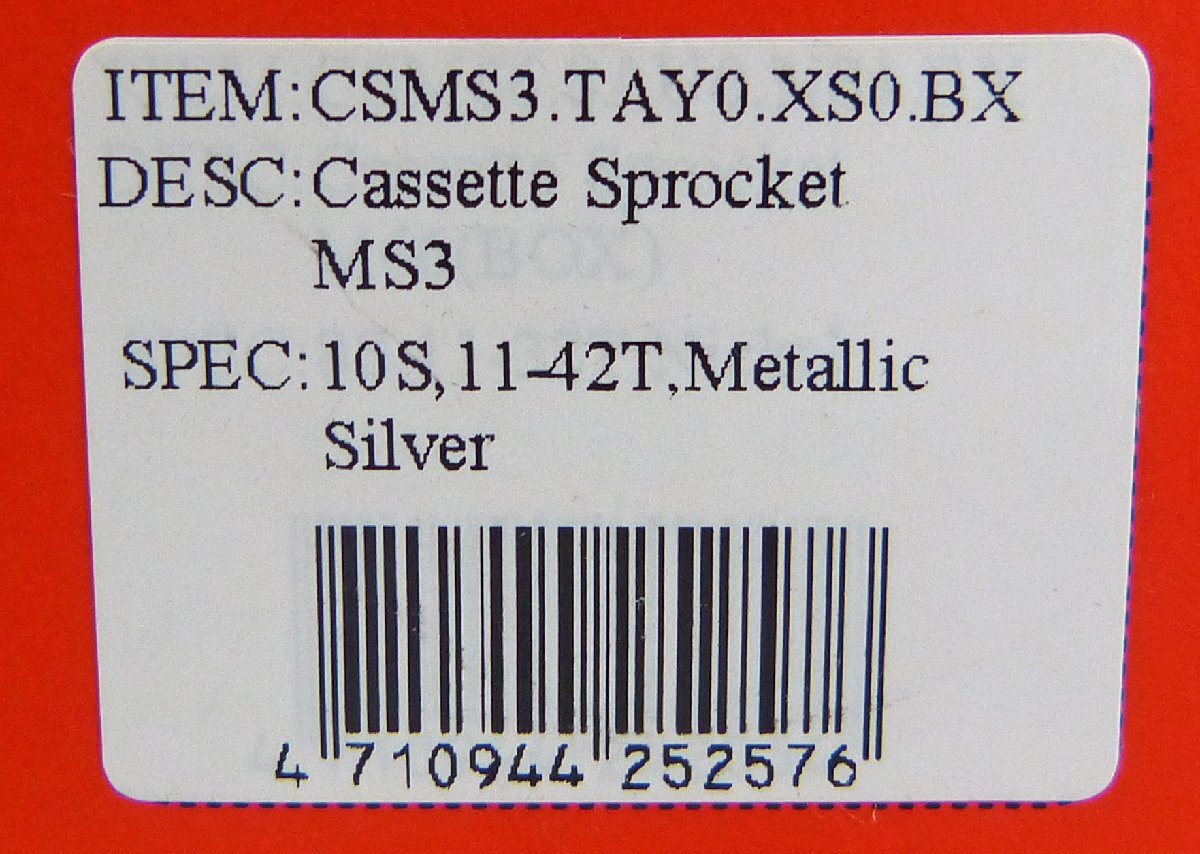 ITEM:CSMS3.TAY0.XS0.BX
DESC:Cassette Sprocket
MS3
SPEC:10S,11-42T,Metallic
Silver
4 710944 252576